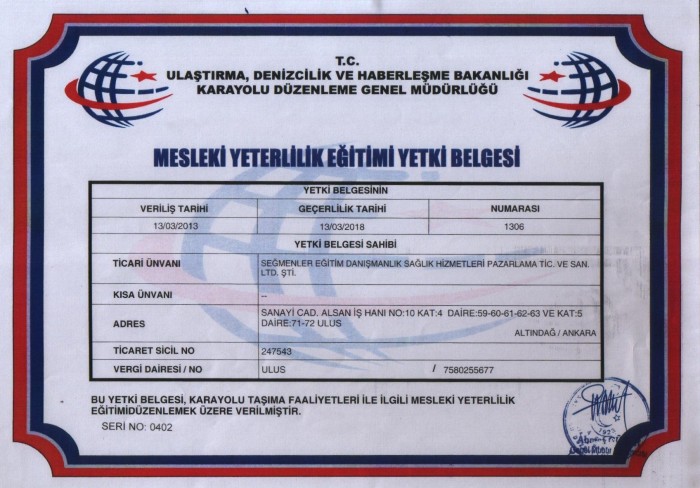 T.C.
ULAŞTIRMA, DENİZCİLİK VE HABERLEŞME BAKANLIĞI
KARAYOLU DÜZENLEME GENEL MÜDÜRLÜĞÜ
MESLEKİ YETERLİLİK EĞİTİMİ YETKİ BELGESİ
YETKİ BELGESİNİN
VERİLİŞ TARİHİ GEÇERLİLİK TARİHİ NUMARASI
13/03/2013 13/03/2018 1306
YETKİ BELGESİ SAHİBİ
TİCARİ ÜNVANI SEĞMENLER EĞİTİM DANIŞMANLIK SAĞLIK HİZMETLERİ PAZARLAMA TİC. VE SAN.
LTD. ŞTİ.
KISA ÜNVANI --
ADRES SANAYİ CAD. ALSAN İŞ HANI NO:10 KAT:4 DAİRE:59-60-61-62-63 VE KAT:5
DAİRE:71-72 ULUS
ALTINDAĞ / ANKARA
TİCARET SİCİL NO 247543
VERGİ DAİRESİ / NO ULUS / 7580255677
BU YETKİ BELGESİ, KARAYOLU TAŞIMA FAALİYETLERİ İLE İLGİLİ MESLEKİ YETERLİLİK
EĞİTİMİDÜZENLEMEK ÜZERE VERİLMİŞTİR.
SERİ NO: 0402